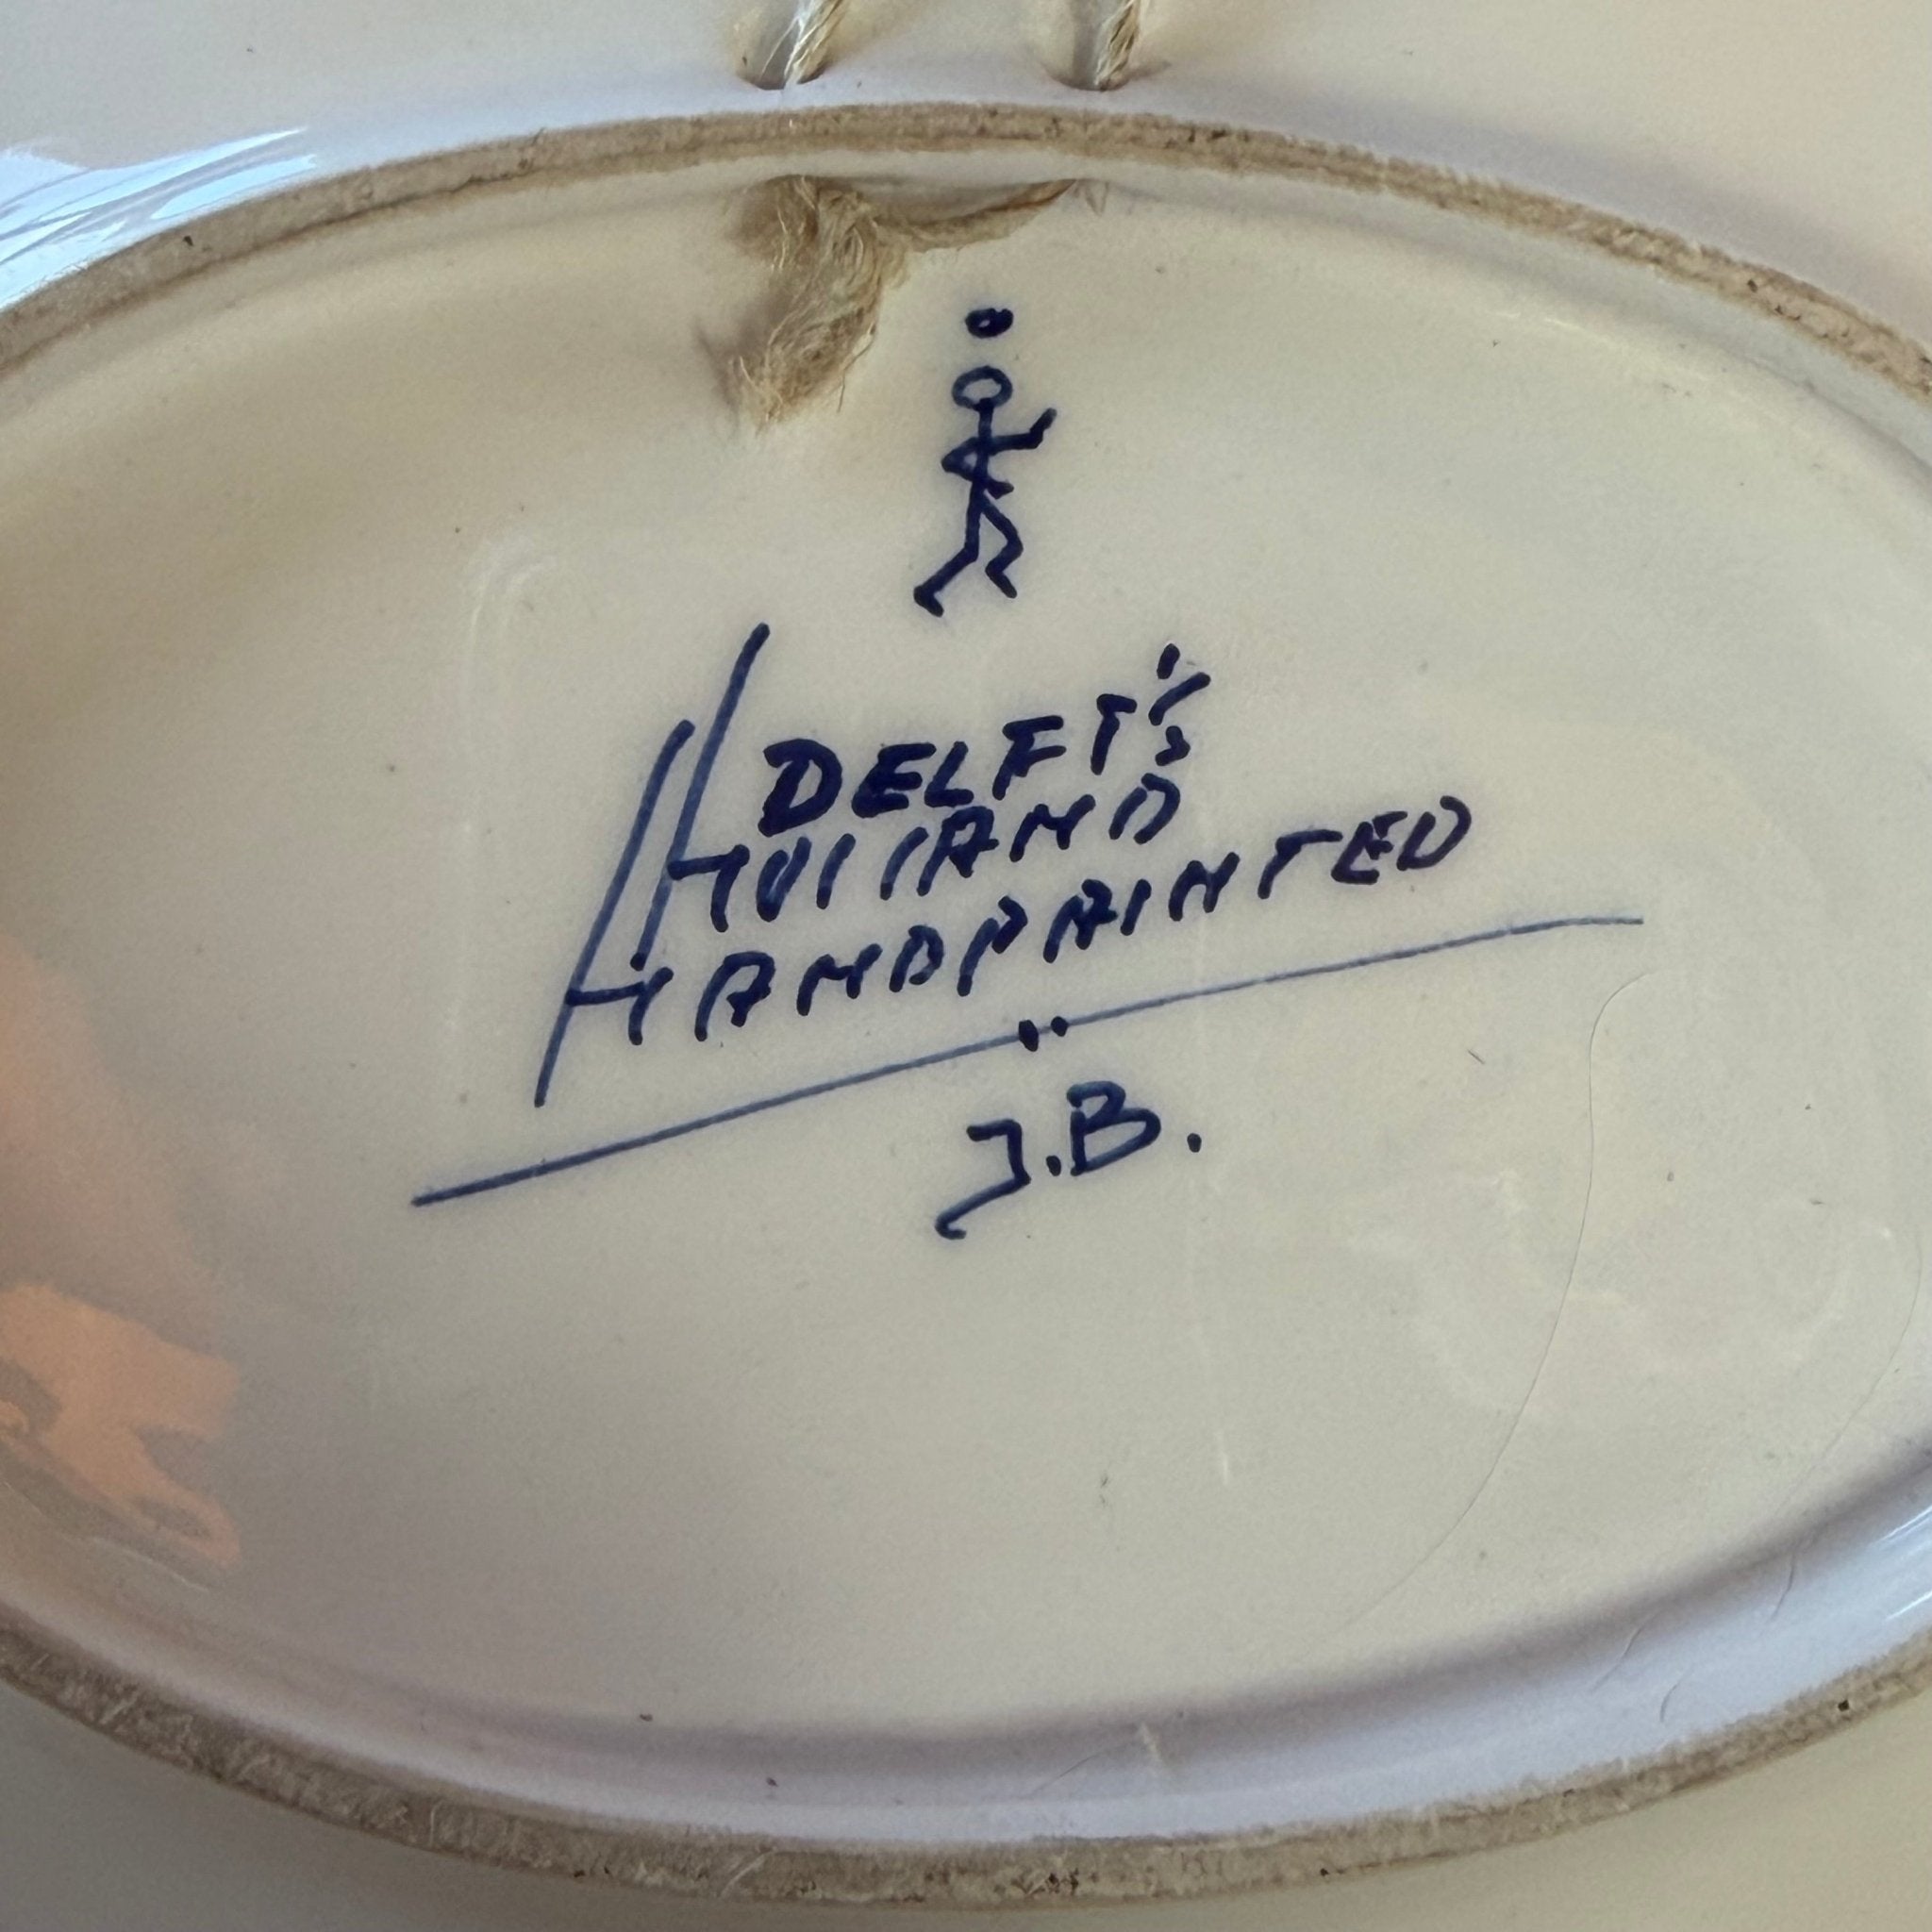 DELFT'S
HOLLAND
HANDPAINTED
J.B.